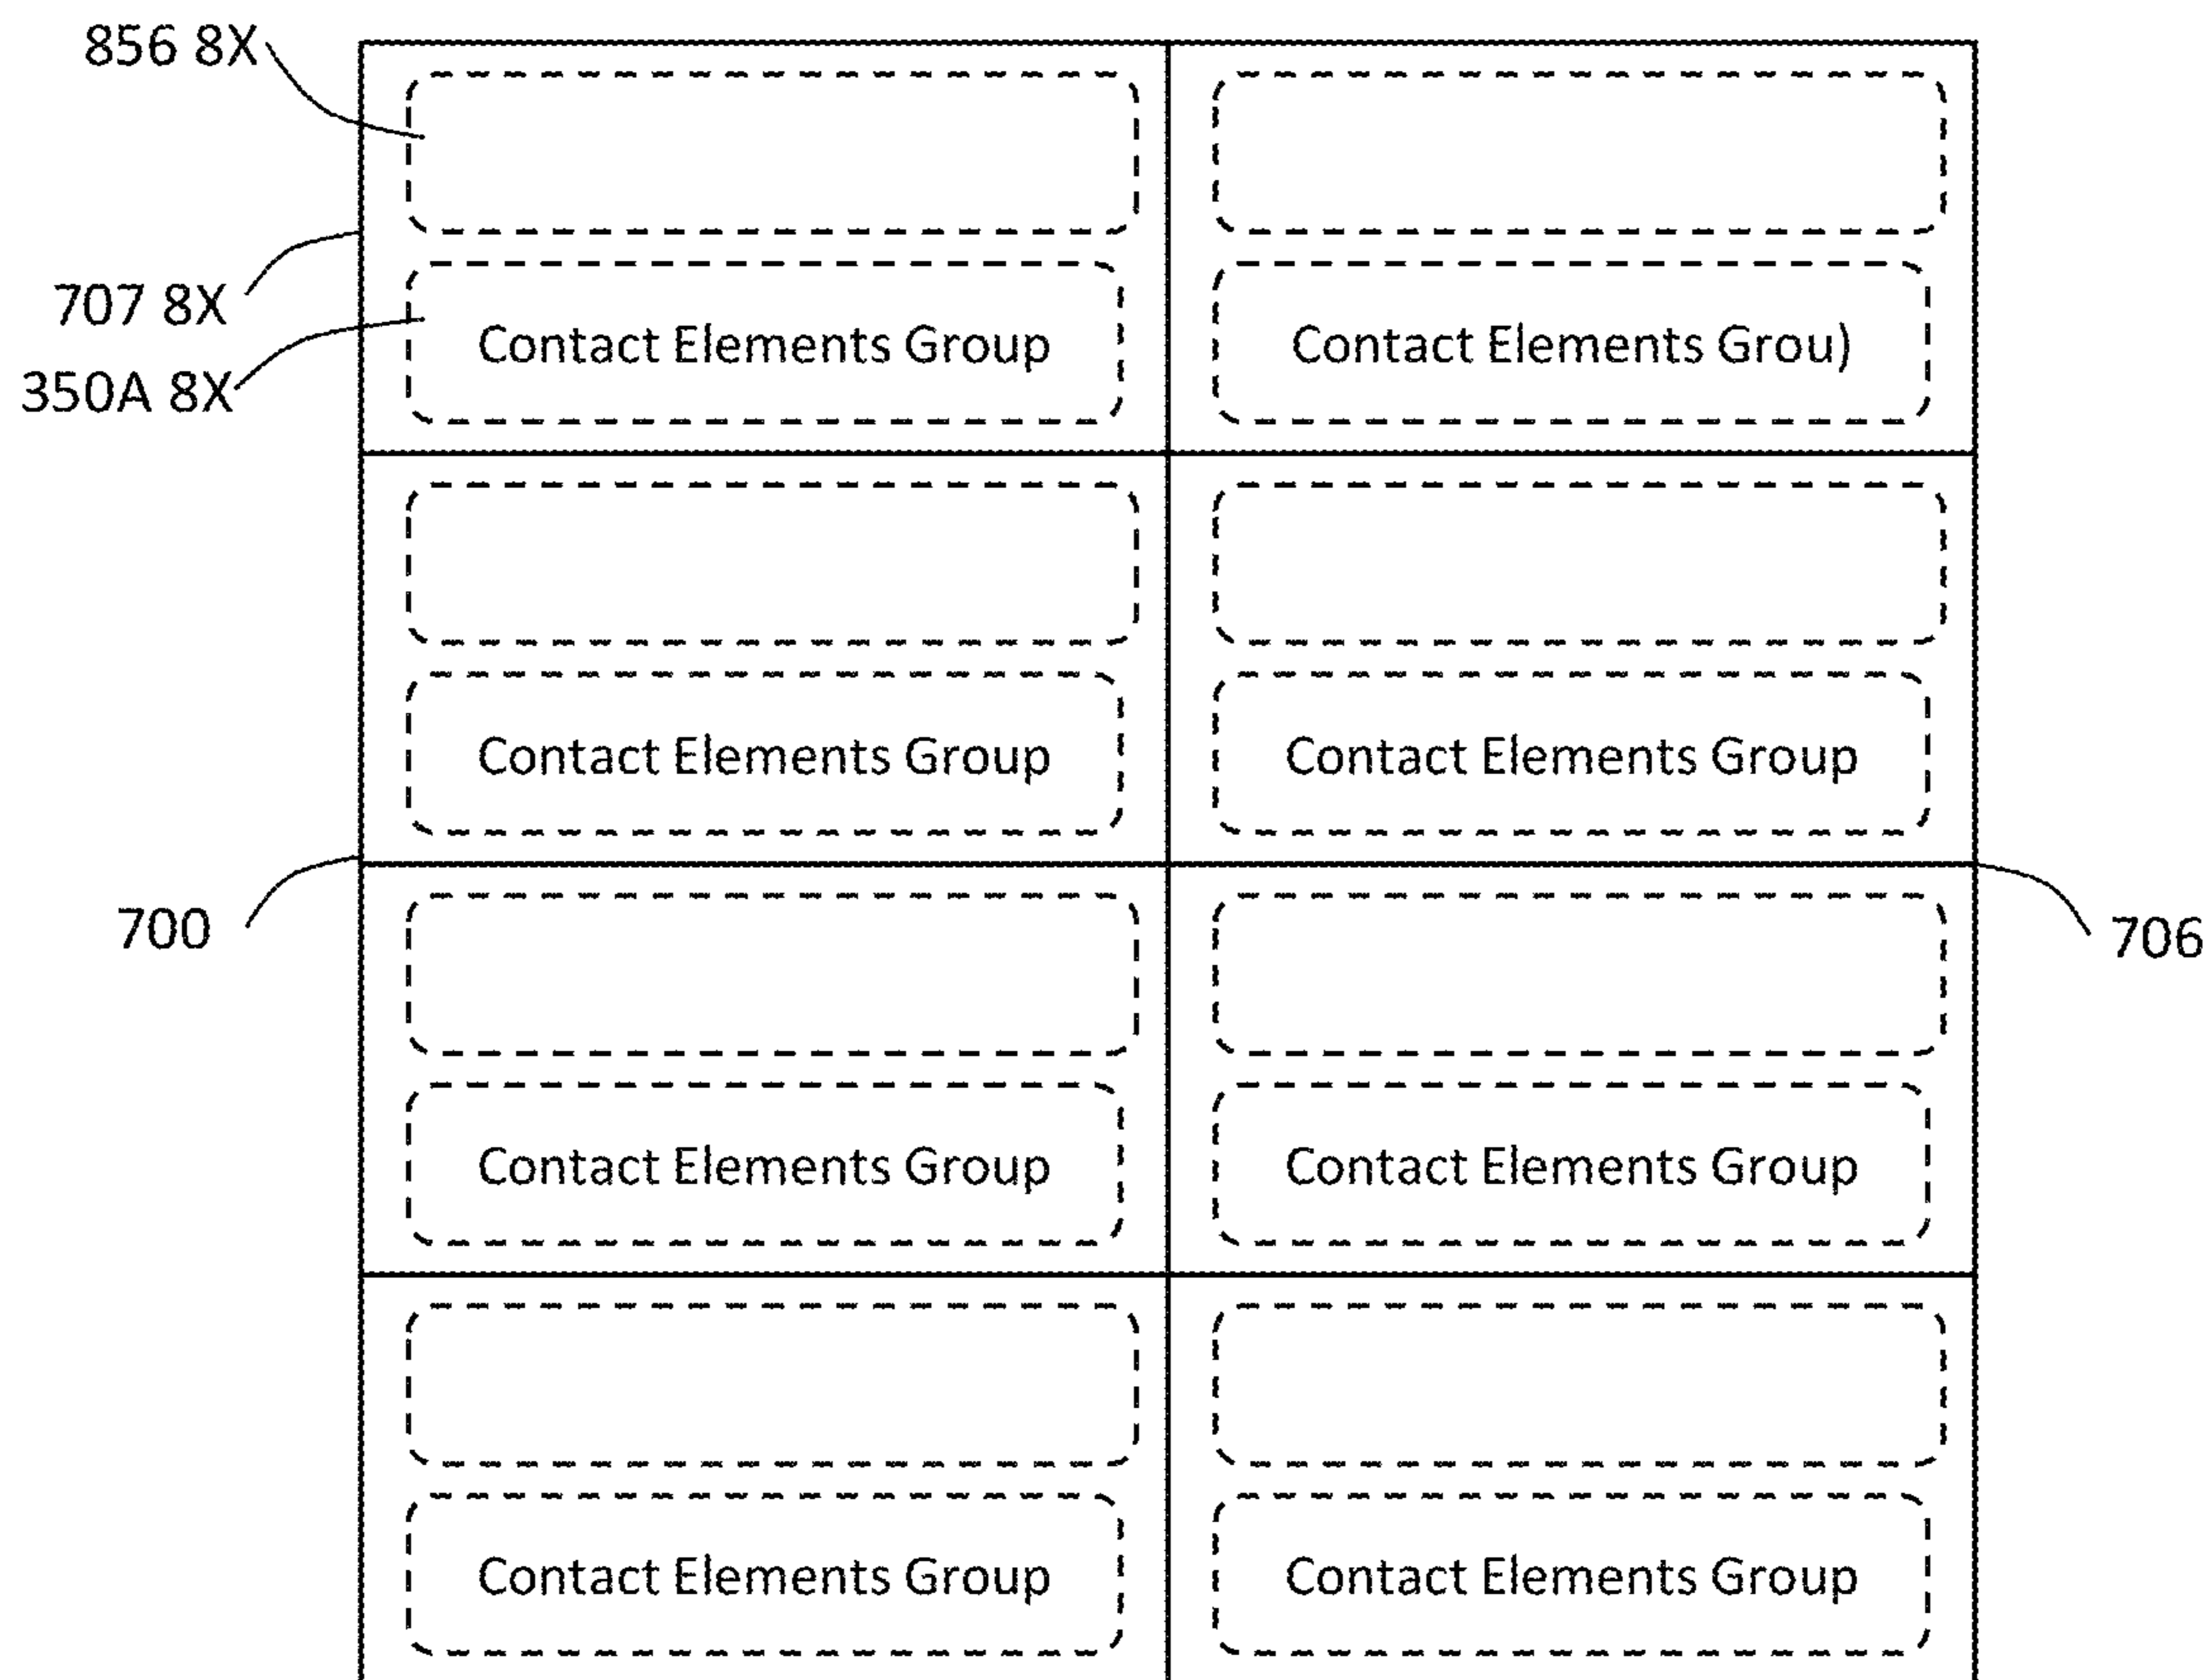 856 8X
707 8X
350A 8X
Contact Elements Group
Contact Elements Grou)
Contact Elements Group
Contact Elements Group
700
706
Contact Elements Group
Contact Elements Group
Contact Elements Group
Contact Elements Group